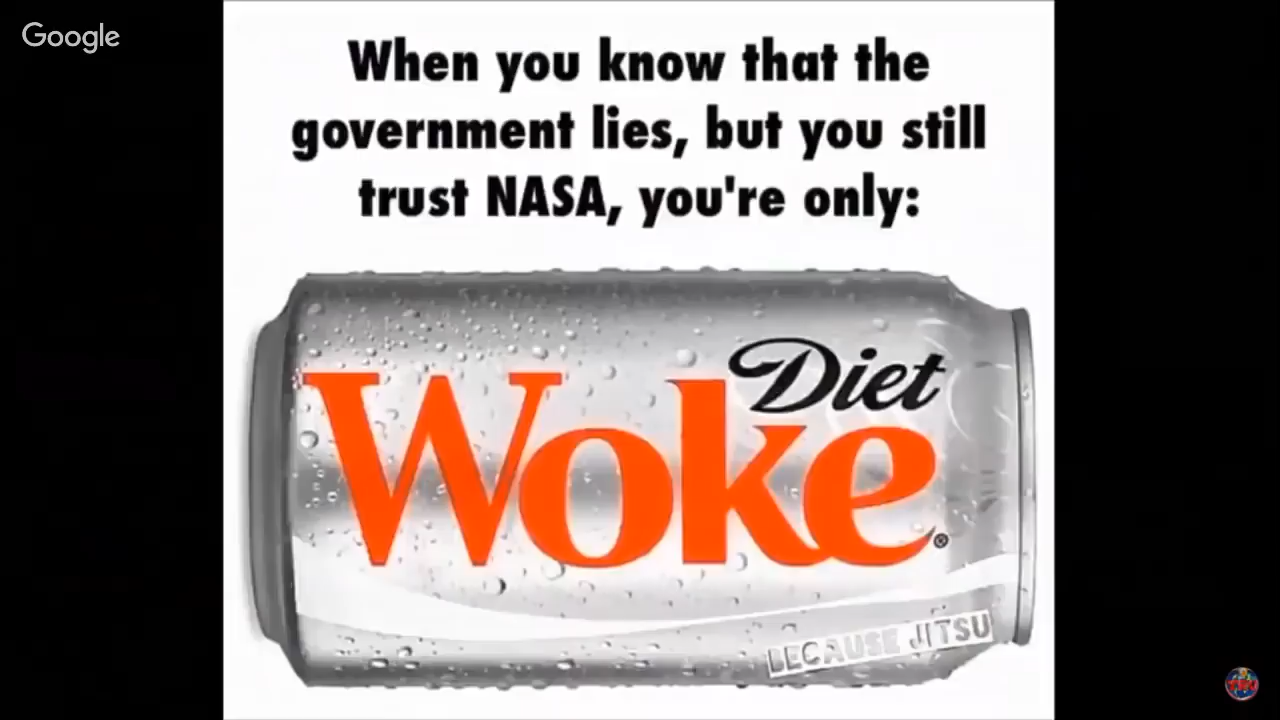 Google
When you know that the
government lies, but you still
trust NASA, you're only:
Diet
Woke®
BECAUSE JITSU